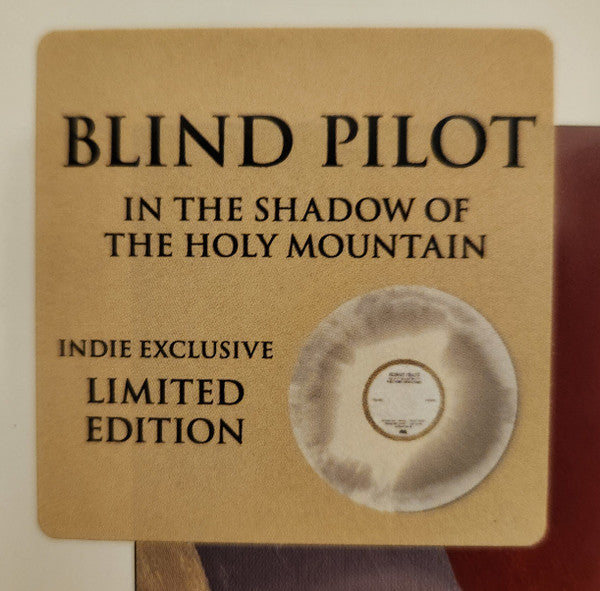 BLIND PILOT
IN THE SHADOW OF
THE HOLY MOUNTAIN
INDIE EXCLUSIVE
LIMITED
EDITION